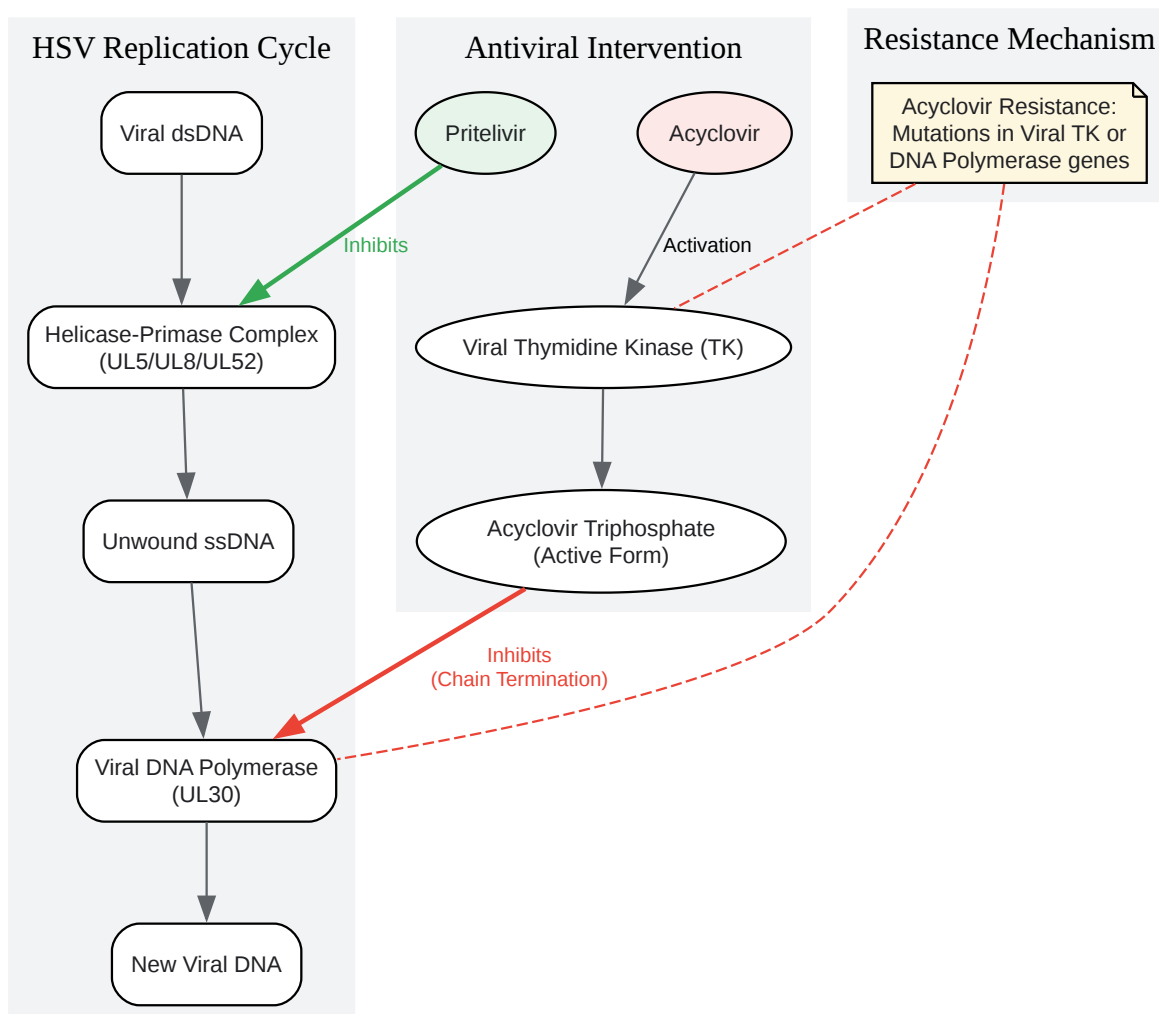 HSV Replication Cycle
Viral dsDNA
Helicase-Primase Complex
(UL5/UL8/UL52)
Unwound ssDNA
Viral DNA Polymerase
(UL30)
New Viral DNA
Antiviral Intervention
Pritelivir
Acyclovir
Inhibits
Activation
Viral Thymidine Kinase (TK)
Acyclovir Triphosphate
(Active Form)
Inhibits
(Chain Termination)
Resistance Mechanism
Acyclovir Resistance:
Mutations in Viral TK or
DNA Polymerase genes